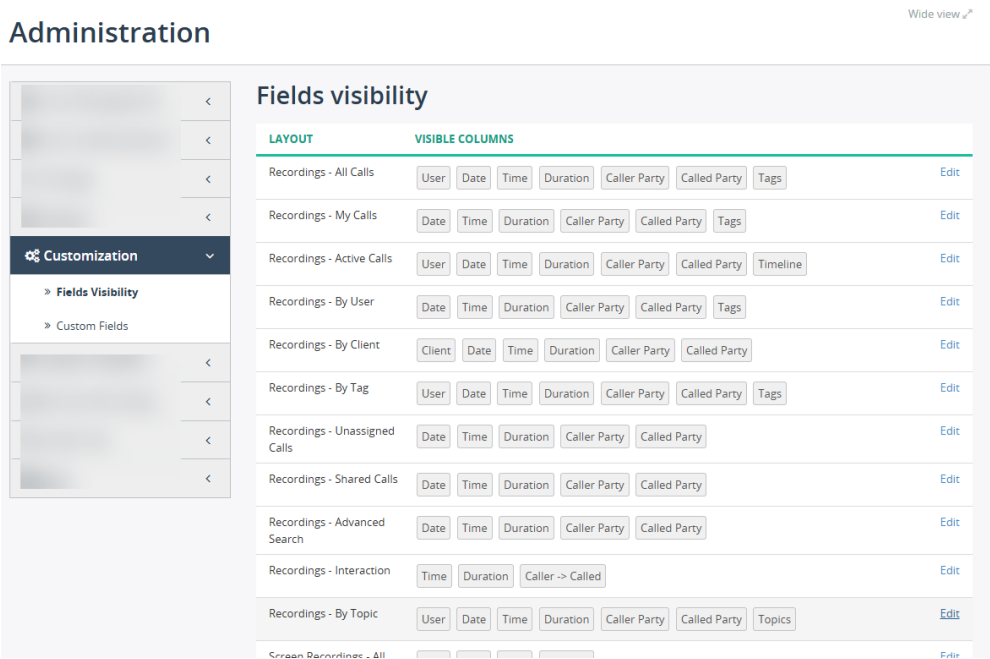 Wide view
Administration
Fields visibility
LAYOUT VISIBLE COLUMNS
Recordings - All Calls User Date Time Duration Caller Party Called Party Tags Edit
Recordings - My Calls Date Time Duration Caller Party Called Party Tags Edit
Customization
» Fields Visibility
» Custom Fields
Recordings - Active Calls User Date Time Duration Caller Party Called Party Timeline Edit
Recordings - By User Date Time Duration Caller Party Called Party Tags Edit
Recordings - By Client Client Date Time Duration Caller Party Called Party Edit
Recordings - By Tag User Date Time Duration Caller Party Called Party Tags Edit
Recordings - Unassigned
Calls Date Time Duration Caller Party Called Party Edit
Recordings - Shared Calls Date Time Duration Caller Party Called Party Edit
Recordings - Advanced
Search Date Time Duration Caller Party Called Party Edit
Recordings - Interaction Time Duration Caller -> Called Edit
Recordings - By Topic User Date Time Duration Caller Party Called Party Topics Edit
Screen Recordings - All Edit